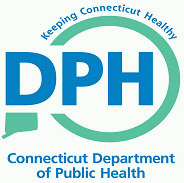 Keeping Connecticut Healthy
DPH
Connecticut Department
of Public Health